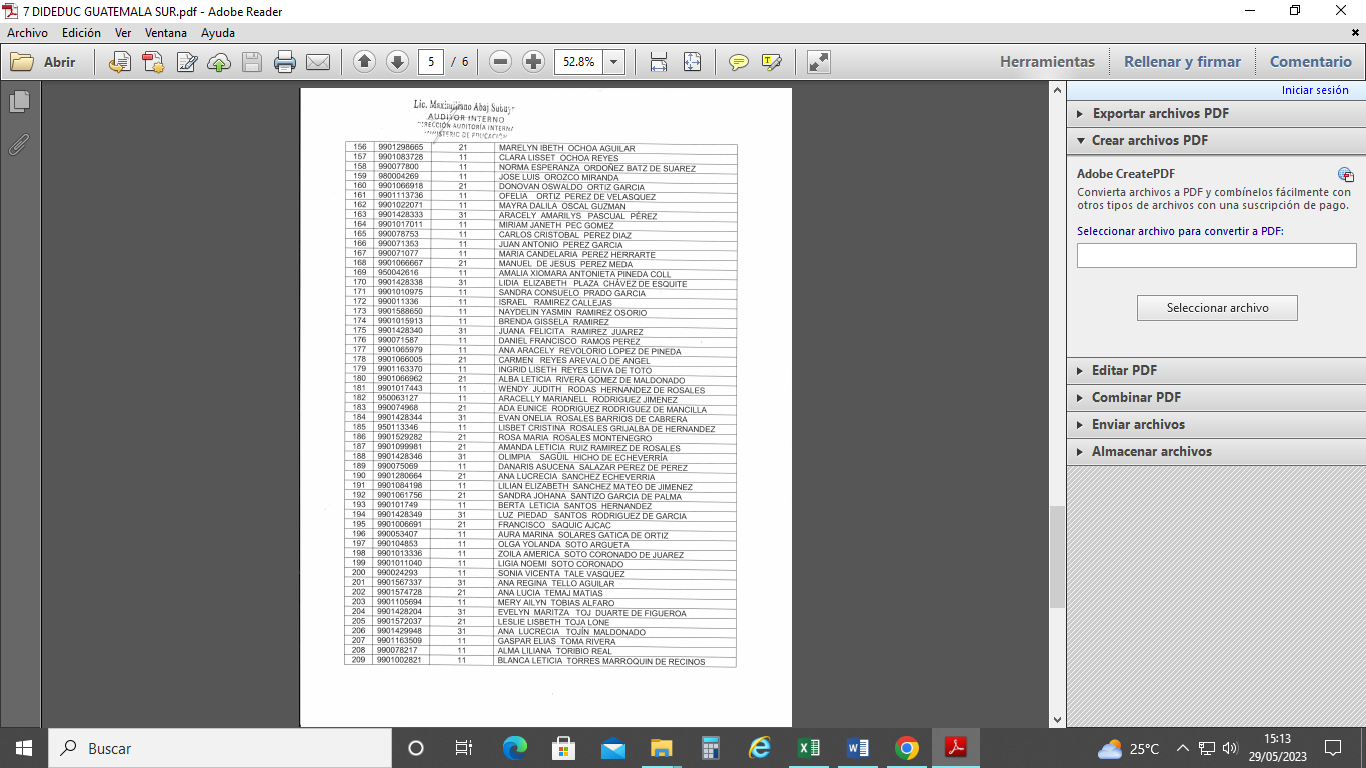 7 DIDEDUC GUATEMALA SUR.pdf - Adobe Reader
Archivo Edición Ver Ventana Ayuda
Abrir 5 / 6 52.8% Herramientas Rellenar y firmar Comentario
Iniciar sesión
Exportar archivos PDF
Crear archivos PDF
Adobe CreatePDF
Convierta archivos a PDF y combínelos fácilmente con
otros tipos de archivos con una suscripción de pago.
Seleccionar archivo para convertir a PDF:
Seleccionar archivo
Editar PDF
Combinar PDF
Enviar archivos
Almacenar archivos
Lic. Maximiliano Abaj
AUDITOR INTERNO
DIRECCIÓN AUDITORÍA INTERNA
MINISTERIO DE EDUCACIÓN
156 9901298665 21 MARELYN IBETH OCHOA AGUILAR
157 9901083728 11 CLARA LISSET OCHOA REYES
158 990077800 11 NORMA ESPERANZA ORDOÑEZ BATZ DE SUAREZ
159 980004269 11 JOSE LUIS OROZCO MIRANDA
160 9901066918 21 DONOVAN OSWALDO ORTIZ GARCIA
161 9901113736 11 OFELIA ORTIZ PEREZ DE VELASQUEZ
162 9901022071 11 MAYRA DALILA OSCAL GUZMAN
163 9901428333 31 ARACELY AMARILYS PASCUAL PÉREZ
164 9901017011 11 MIRIAM JANETH PEC GOMEZ
165 990078753 11 CARLOS CRISTOBAL PEREZ DIAZ
166 990071353 11 JUAN ANTONIO PEREZ GARCIA
167 990071077 11 MARIA CANDELARIA PEREZ HERRARTE
168 9901066667 21 MANUEL DE JESUS PEREZ MEDA
169 950042616 11 AMALIA XIOMARA ANTONIETA PINEDA COLL
170 9901428338 31 LIDIA ELIZABETH PLAZA CHÁVEZ DE ESQUITE
171 9901010975 11 SANDRA CONSUELO PRADO GARCIA
172 990011336 11 ISRAEL RAMIREZ CALLEJAS
173 9901588650 11 NAYDELIN YASMIN RAMIREZ OSORIO
174 9901015913 11 BRENDA GISSELA RAMIREZ
175 9901428340 31 JUANA FELICITA RAMIREZ JUAREZ
176 990071587 11 DANIEL FRANCISCO RAMOS PEREZ
177 9901065979 11 ANA ARACELY REVOLORIO LOPEZ DE PINEDA
178 9901066005 21 CARMEN REYES AREVALO DE ANGEL
179 9901163370 11 INGRID LISETH REYES LEIVA DE TOTO
180 9901066962 21 ALBA LETICIA RIVERA GOMEZ DE MALDONADO
181 9901017443 11 WENDY JUDITH RODAS HERNANDEZ DE ROSALES
182 950063127 11 ARACELLY MARIANELL RODRIGUEZ JIMENEZ
183 990074968 21 ADA EUNICE RODRIGUEZ RODRIGUEZ DE MANCILLA
184 9901428344 31 EVAN ONELIA ROSALES BARRIOS DE CABRERA
185 950113346 11 LISBET CRISTINA ROSALES GRIJALBA DE HERNANDEZ
186 9901529282 21 ROSA MARIA ROSALES MONTENEGRO
187 9901099981 21 AMANDA LETICIA RUIZ RAMIREZ DE ROSALES
188 9901428346 31 OLIMPIA SAGÜIL HICHO DE ECHEVERRÍA
189 990075069 11 DANARIS ASUCENA SALAZAR PEREZ DE PEREZ
190 9901280664 21 ANA LUCRECIA SANCHEZ ECHEVERRIA
191 9901084198 11 LILIAN ELIZABETH SANCHEZ MATEO DE JIMENEZ
192 9901061756 21 SANDRA JOHANA SANTIZO GARCIA DE PALMA
193 990101749 11 BERTA LETICIA SANTOS HERNANDEZ
194 9901428349 31 LUZ PIEDAD SANTOS RODRIGUEZ DE GARCIA
195 9901006691 21 FRANCISCO SAQUIC AJCAC
196 990053407 11 AURA MARINA SOLARES GATICA DE ORTIZ
197 990104853 11 OLGA YOLANDA SOTO ARGUETA
198 9901013336 11 ZOILA AMERICA SOTO CORONADO DE JUAREZ
199 9901011040 11 LIGIA NOEMI SOTO CORONADO
200 990024293 11 SONIA VICENTA TALE VASQUEZ
201 9901567337 31 ANA REGINA TELLO AGUILAR
202 9901574728 21 ANA LUCIA TEMAJ MATIAS
203 9901105694 11 MERY AILYN TOBIAS ALFARO
204 9901428204 31 EVELYN MARITZA TOJ DUARTE DE FIGUEROA
205 9901572037 21 LESLIE LISBETH TOJA LONE
206 9901429948 31 ANA LUCRECIA TOJÍN MALDONADO
207 9901163509 11 GASPAR ELIAS TOMA RIVERA
208 990078217 11 ALMA LILIANA TORIBIO REAL
209 9901002821 11 BLANCA LETICIA TORRES MARROQUIN DE RECINOS
Buscar
25°C
15:13
29/05/2023